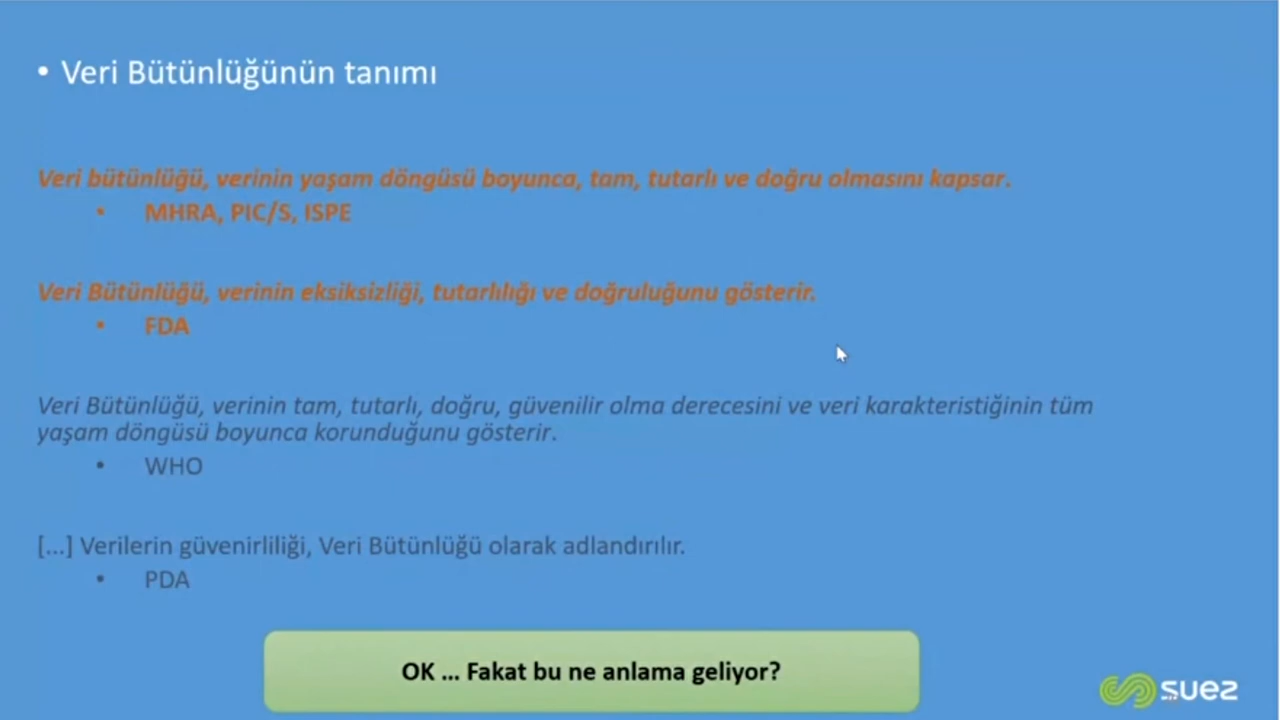 • Veri Bütünlüğünün tanımı
Veri bütünlüğü, verinin yaşam döngüsü boyunca, tam, tutarlı ve doğru olmasını kapsar.
• MHRA, PIC/S, ISPE
Veri Bütünlüğü, verinin eksiksizliği, tutarlılığı ve doğruluğunu gösterir.
• FDA
Veri Bütünlüğü, verinin tam, tutarlı, doğru, güvenilir olma derecesini ve veri karakteristiğinin tüm
yaşam döngüsü boyunca korunduğunu gösterir.
• WHO
[...] Verilerin güvenirliliği, Veri Bütünlüğü olarak adlandırılır.
• PDA
OK ... Fakat bu ne anlama geliyor?
suez